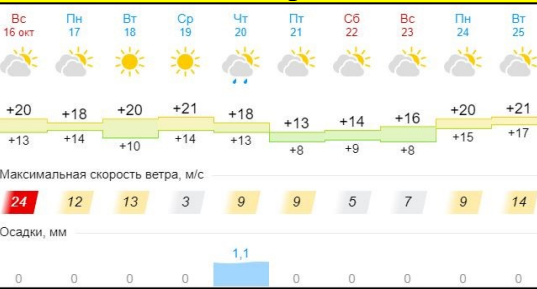 Вс Пн Вт Ср Чт Пт Сб Вс Пн Вт
16 окт 17 18 19 20 21 22 23 24 25
+20 +18 +20 +21 +18 +13 +14 +16 +20 +21
+13 +14 +10 +14 +13 +8 +9 +8 +15 +17
Максимальная скорость ветра, м/с
24 12 13 3 9 9 5 7 9 14
Осадки, мм
0 0 0 0 1,1 0 0 0 0 0